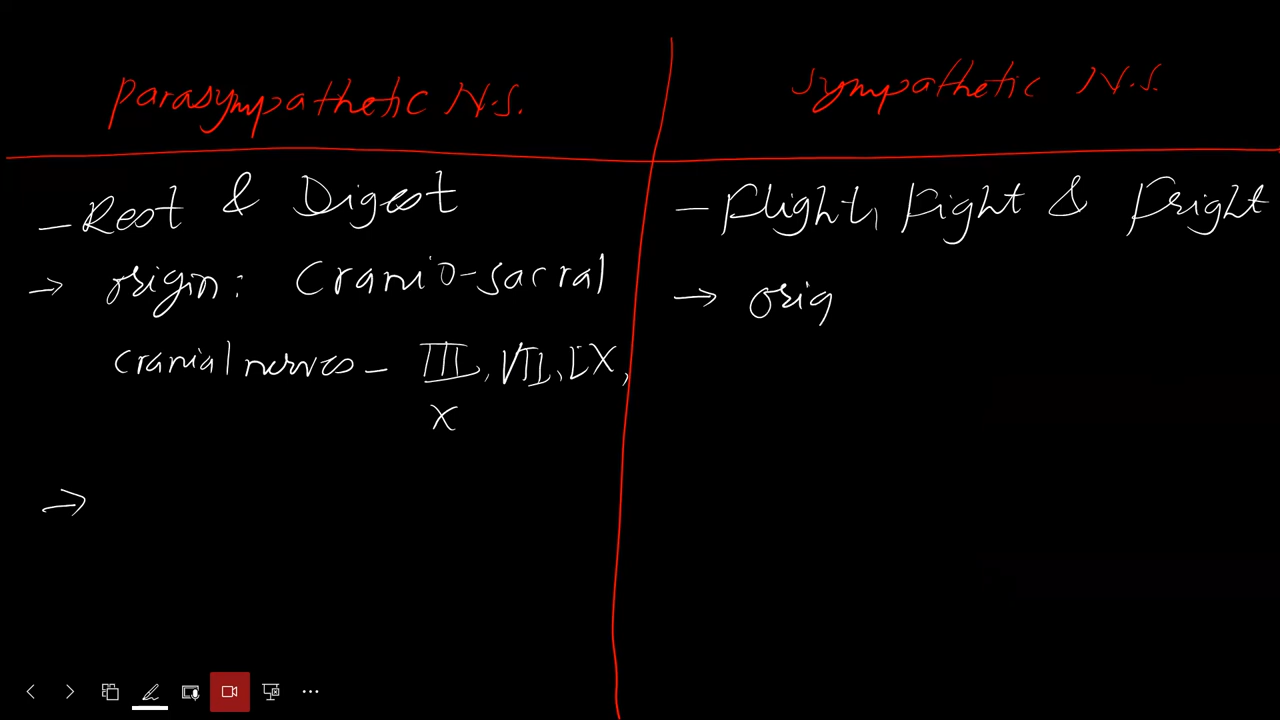 parasympathetic N.S.
sympathetic N.S.
- Rest & Digest
→ origin: Cranio-sacral
cranial nerves - III, VII, IX,
X
→
- Flight, Fight & Fright
→ orig